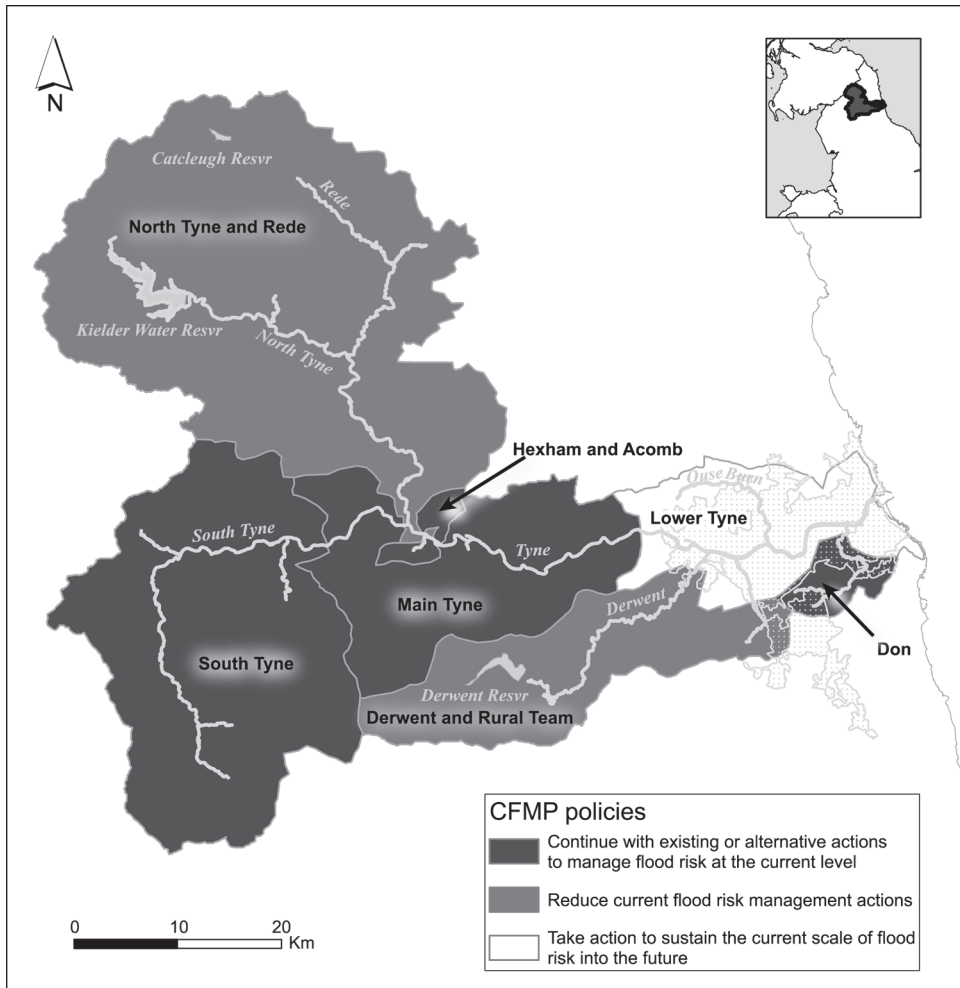 N
Catcleugh Resvr
Rede
North Tyne and Rede
Kielder Water Resvr
North Tyne
Hexham and Acomb
Ouse Burn
South Tyne
Lower Tyne
Tyne
Main Tyne
Derwent
Don
South Tyne
Derwent Resvr
Derwent and Rural Team
CFMP policies
Continue with existing or alternative actions
to manage flood risk at the current level
Reduce current flood risk management actions
Take action to sustain the current scale of flood
risk into the future
0 10 20
Km